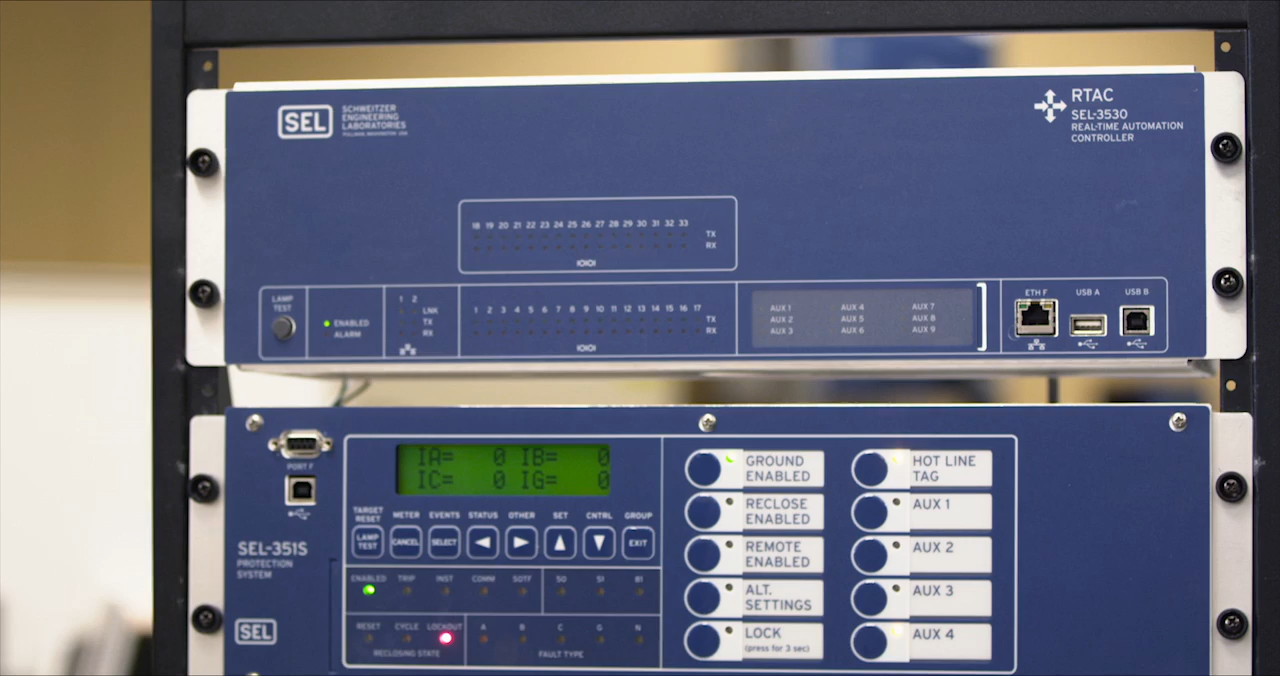 SEL
SCHWEITZER
ENGINEERING
LABORATORIES
PULLMAN, WASHINGTON USA
RTAC
SEL-3530
REAL-TIME AUTOMATION
CONTROLLER
18 19 20 21 22 23 24 25 26 27 28 29 30 31 32 33
TX
RX
IOIOI
LAMP
TEST
ENABLED
ALARM
1 2
LNK
TX
RX
1 2 3 4 5 6 7 8 9 10 11 12 13 14 15 16 17
TX
RX
IOIOI
AUX 1 AUX 4 AUX 7
AUX 2 AUX 5 AUX 8
AUX 3 AUX 6 AUX 9
ETH F USB A USB B
PORT F
SEL-351S
PROTECTION
SYSTEM
SEL
IA= 0 IB= 0
IC= 0 IG= 0
TARGET
RESET METER EVENTS STATUS OTHER SET CNTRL GROUP
LAMP
TEST CANCEL SELECT EXIT
ENABLED TRIP INST COMM SOTF 50 51 81
RESET CYCLE LOCKOUT A B C G N
RECLOSING STATE FAULT TYPE
GROUND
ENABLED
RECLOSE
ENABLED
REMOTE
ENABLED
ALT.
SETTINGS
LOCK
(press for 3 sec)
HOT LINE
TAG
AUX 1
AUX 2
AUX 3
AUX 4